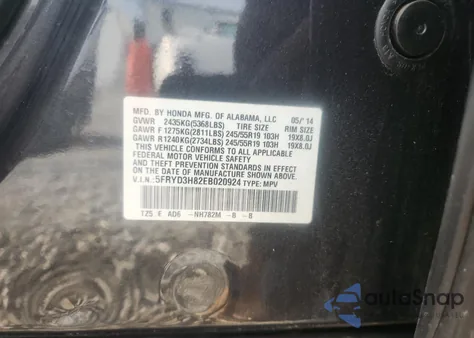 MFD. BY HONDA MFG. OF ALABAMA, LLC 05/'14
GVWR 2435KG(5368LBS) TIRE SIZE RIM SIZE
GAWR F 1275KG(2811LBS) 245/55R19 103H 19X8.0J
GAWR R1240KG(2734LBS) 245/55R19 103H 19X8.0J
THIS VEHICLE CONFORMS TO ALL APPLICABLE
FEDERAL MOTOR VEHICLE SAFETY AND THEFT
PREVENTION STANDARDS IN EFFECT ON THE DATE
OF MANUFACTURE SHOWN ABOVE.
V.I.N.: 5FRYD3H82EB020924 TYPE: MPV
TZ5 E AD6 -NH782M -B -B
autoSnap